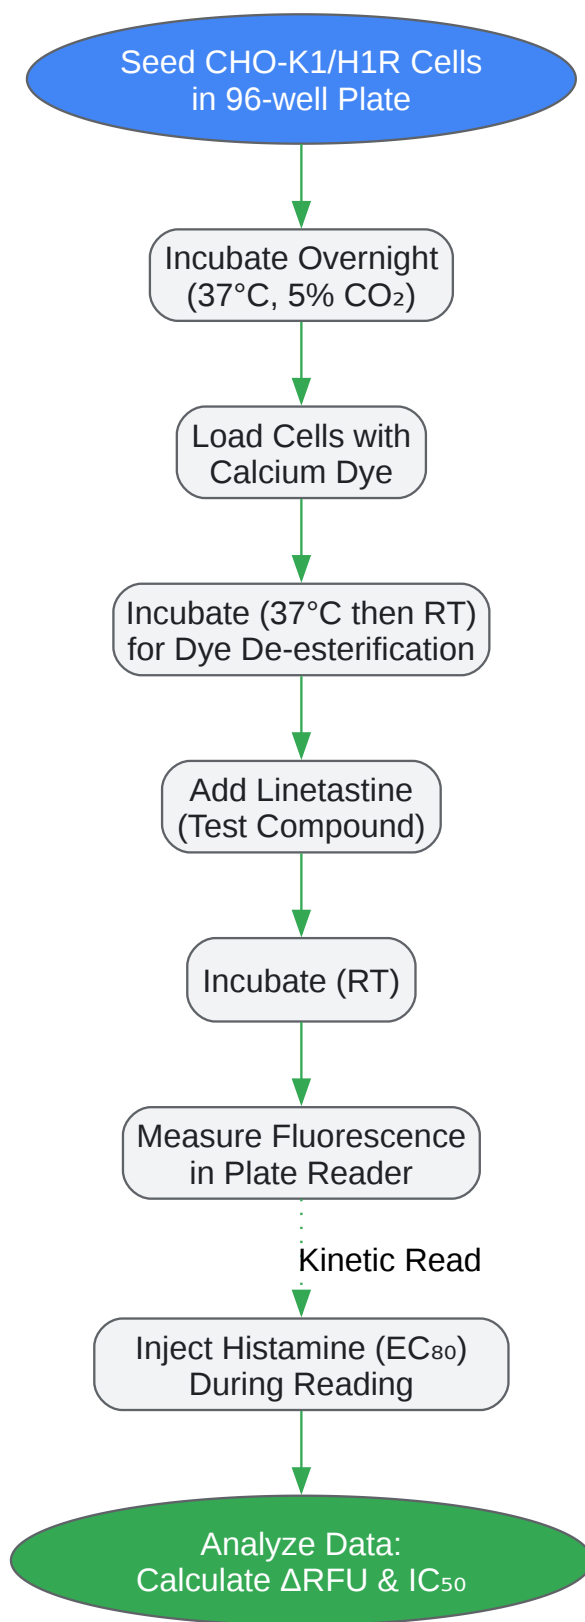 Seed CHO-K1/H1R Cells
in 96-well Plate
Incubate Overnight
(37°C, 5% CO₂)
Load Cells with
Calcium Dye
Incubate (37°C then RT)
for Dye De-esterification
Add Linetastine
(Test Compound)
Incubate (RT)
Measure Fluorescence
in Plate Reader
Kinetic Read
Inject Histamine (EC₈₀)
During Reading
Analyze Data:
Calculate ΔRFU & IC₅₀